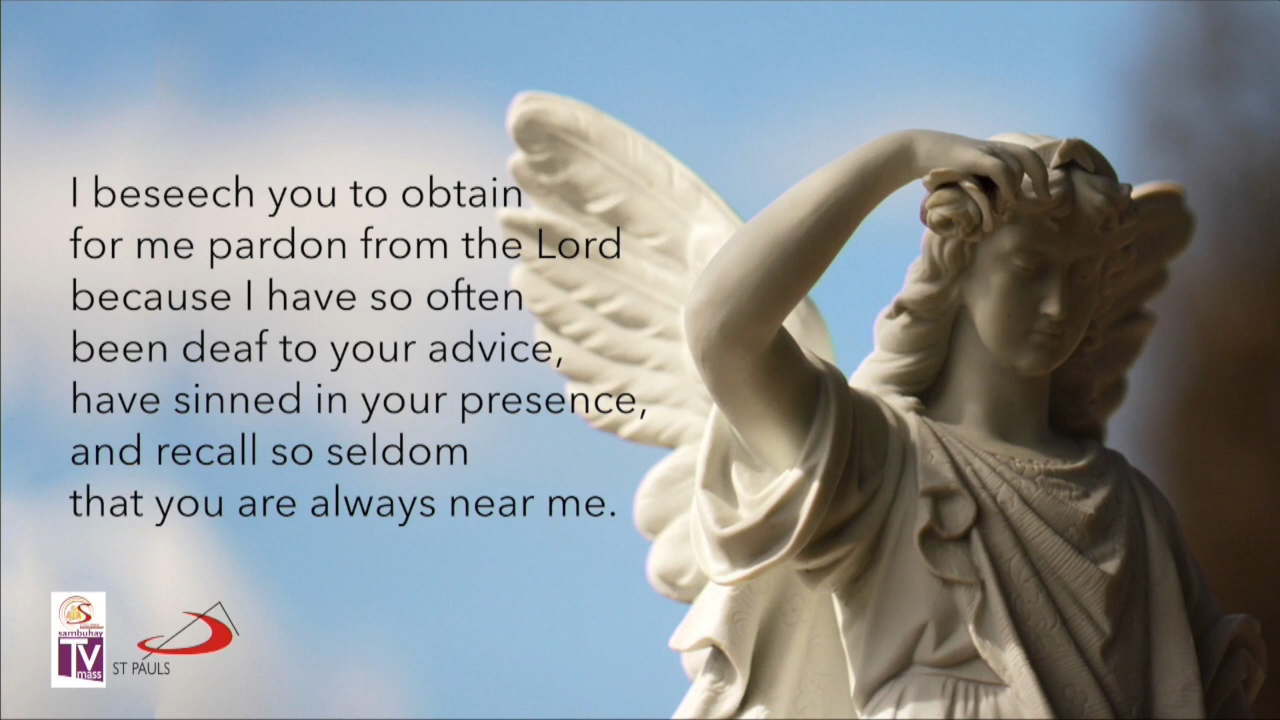 I beseech you to obtain
for me pardon from the Lord
because I have so often
been deaf to your advice,
have sinned in your presence,
and recall so seldom
that you are always near me.
sambuhay
TV
mass
ST PAULS